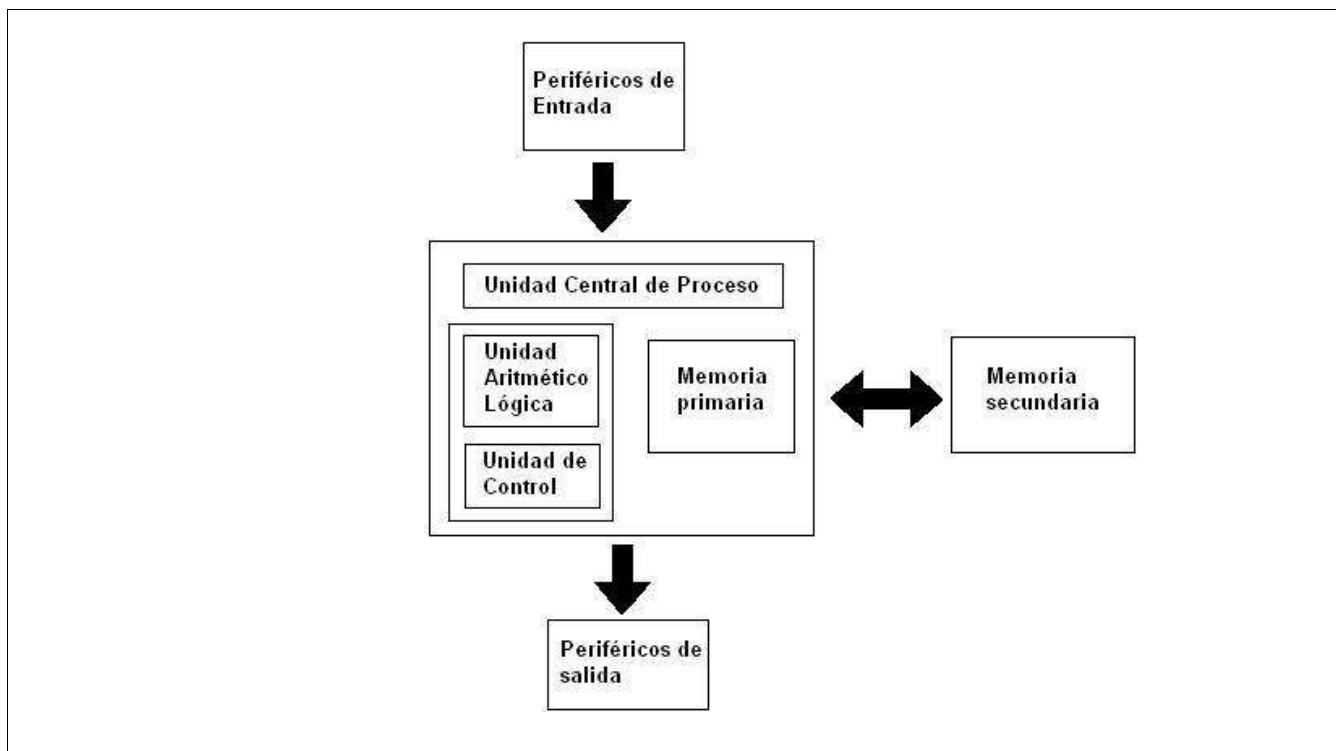 Periféricos de
Entrada
Unidad Central de Proceso
Unidad
Aritmético
Lógica
Unidad de
Control
Memoria
primaria
Memoria
secundaria
Periféricos de
salida